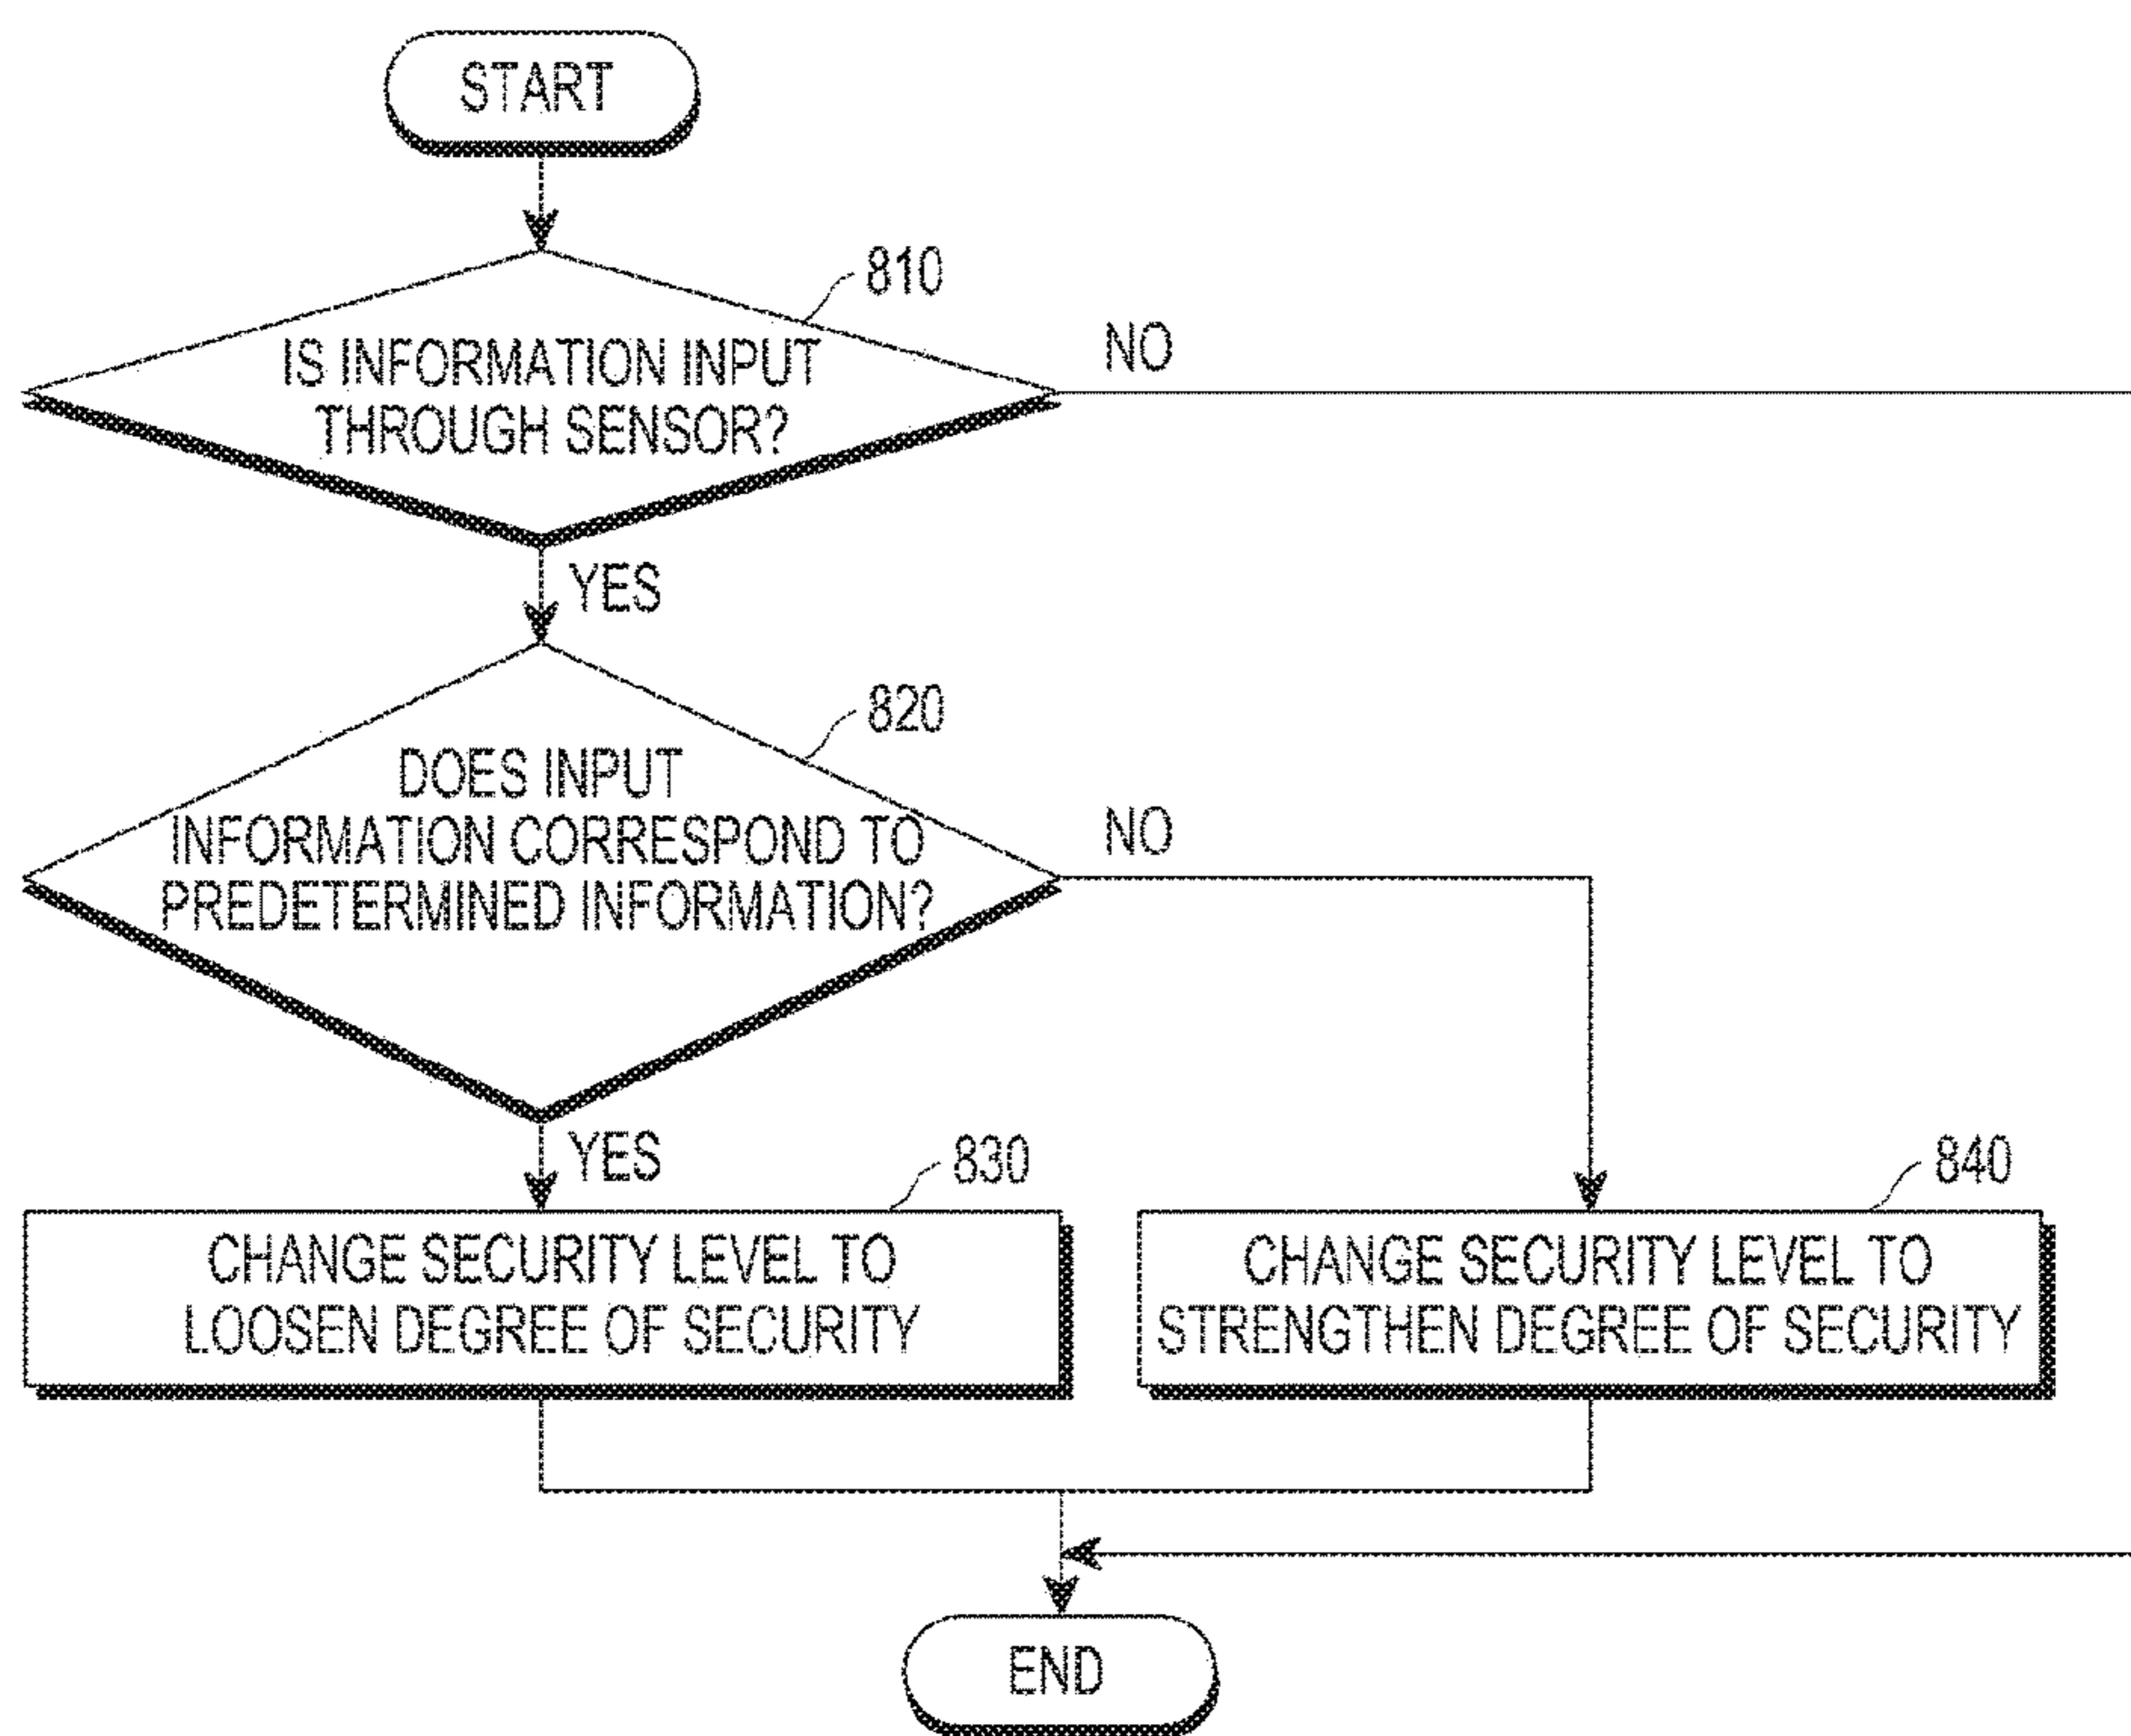 START
810
IS INFORMATION INPUT
THROUGH SENSOR?
NO
YES
820
DOES INPUT
INFORMATION CORRESPOND TO
PREDETERMINED INFORMATION?
NO
YES
830
CHANGE SECURITY LEVEL TO
LOOSEN DEGREE OF SECURITY
840
CHANGE SECURITY LEVEL TO
STRENGTHEN DEGREE OF SECURITY
END